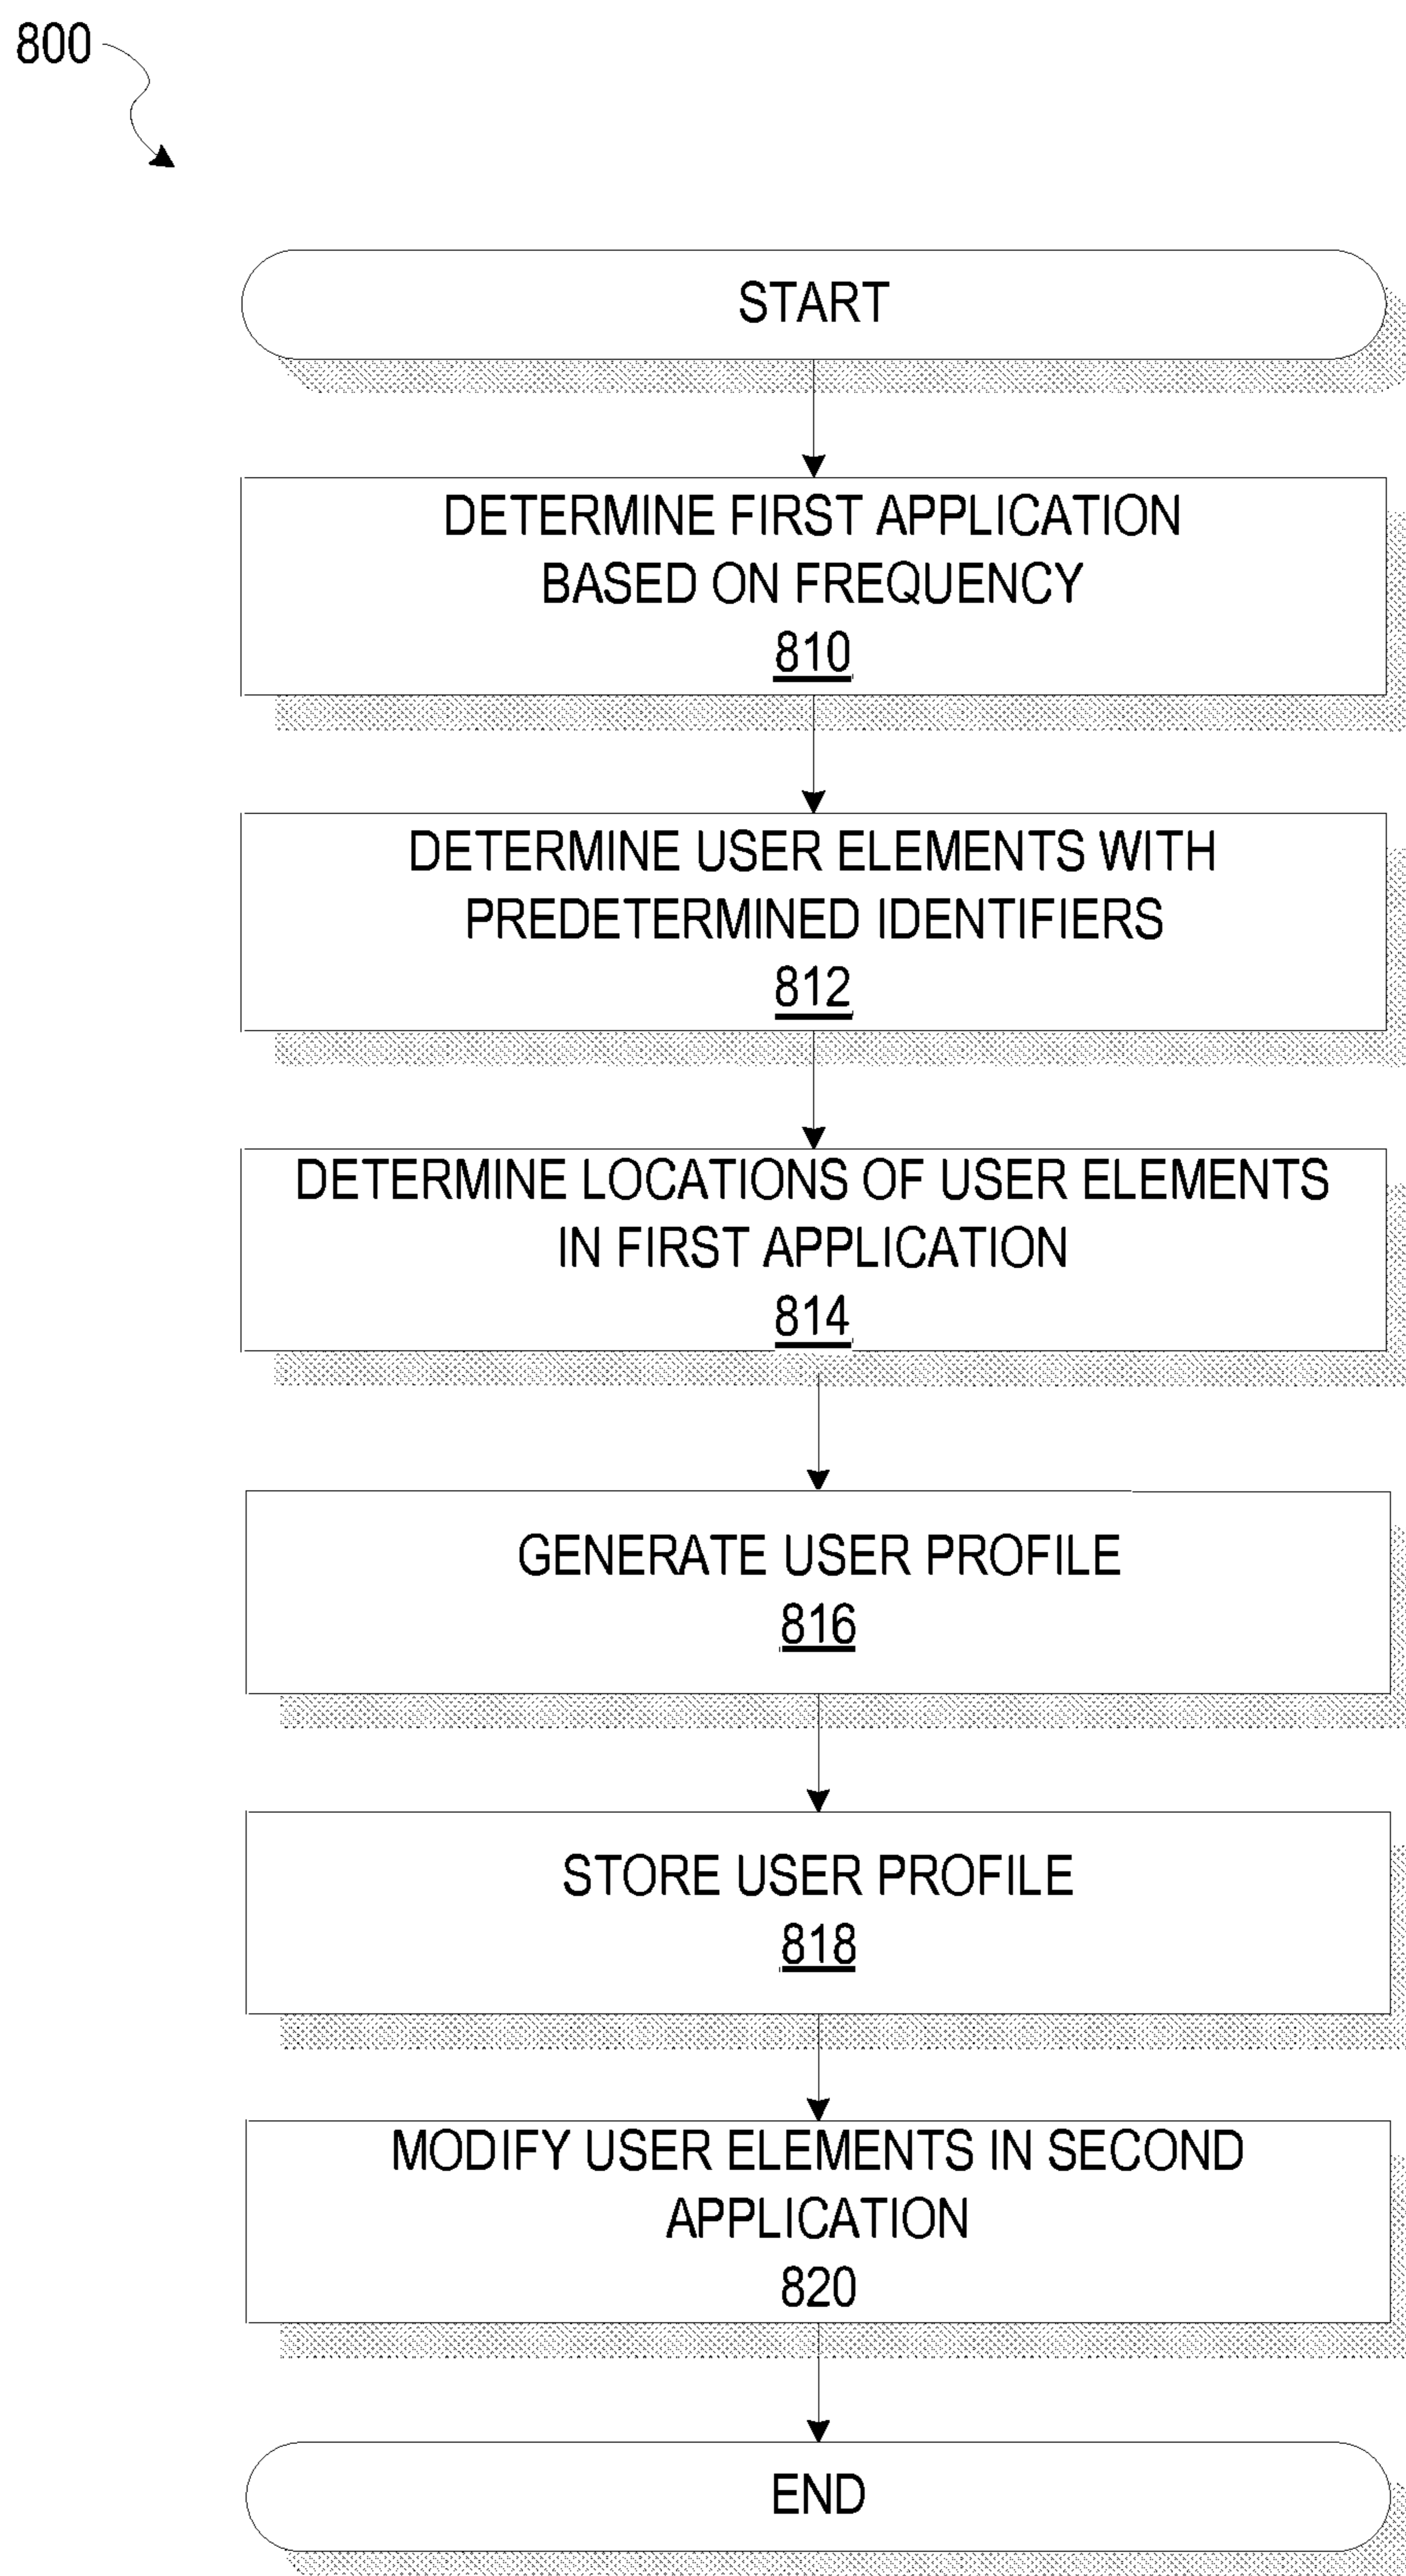 800
START
DETERMINE FIRST APPLICATION
BASED ON FREQUENCY
810
DETERMINE USER ELEMENTS WITH
PREDETERMINED IDENTIFIERS
812
DETERMINE LOCATIONS OF USER ELEMENTS
IN FIRST APPLICATION
814
GENERATE USER PROFILE
816
STORE USER PROFILE
818
MODIFY USER ELEMENTS IN SECOND
APPLICATION
820
END